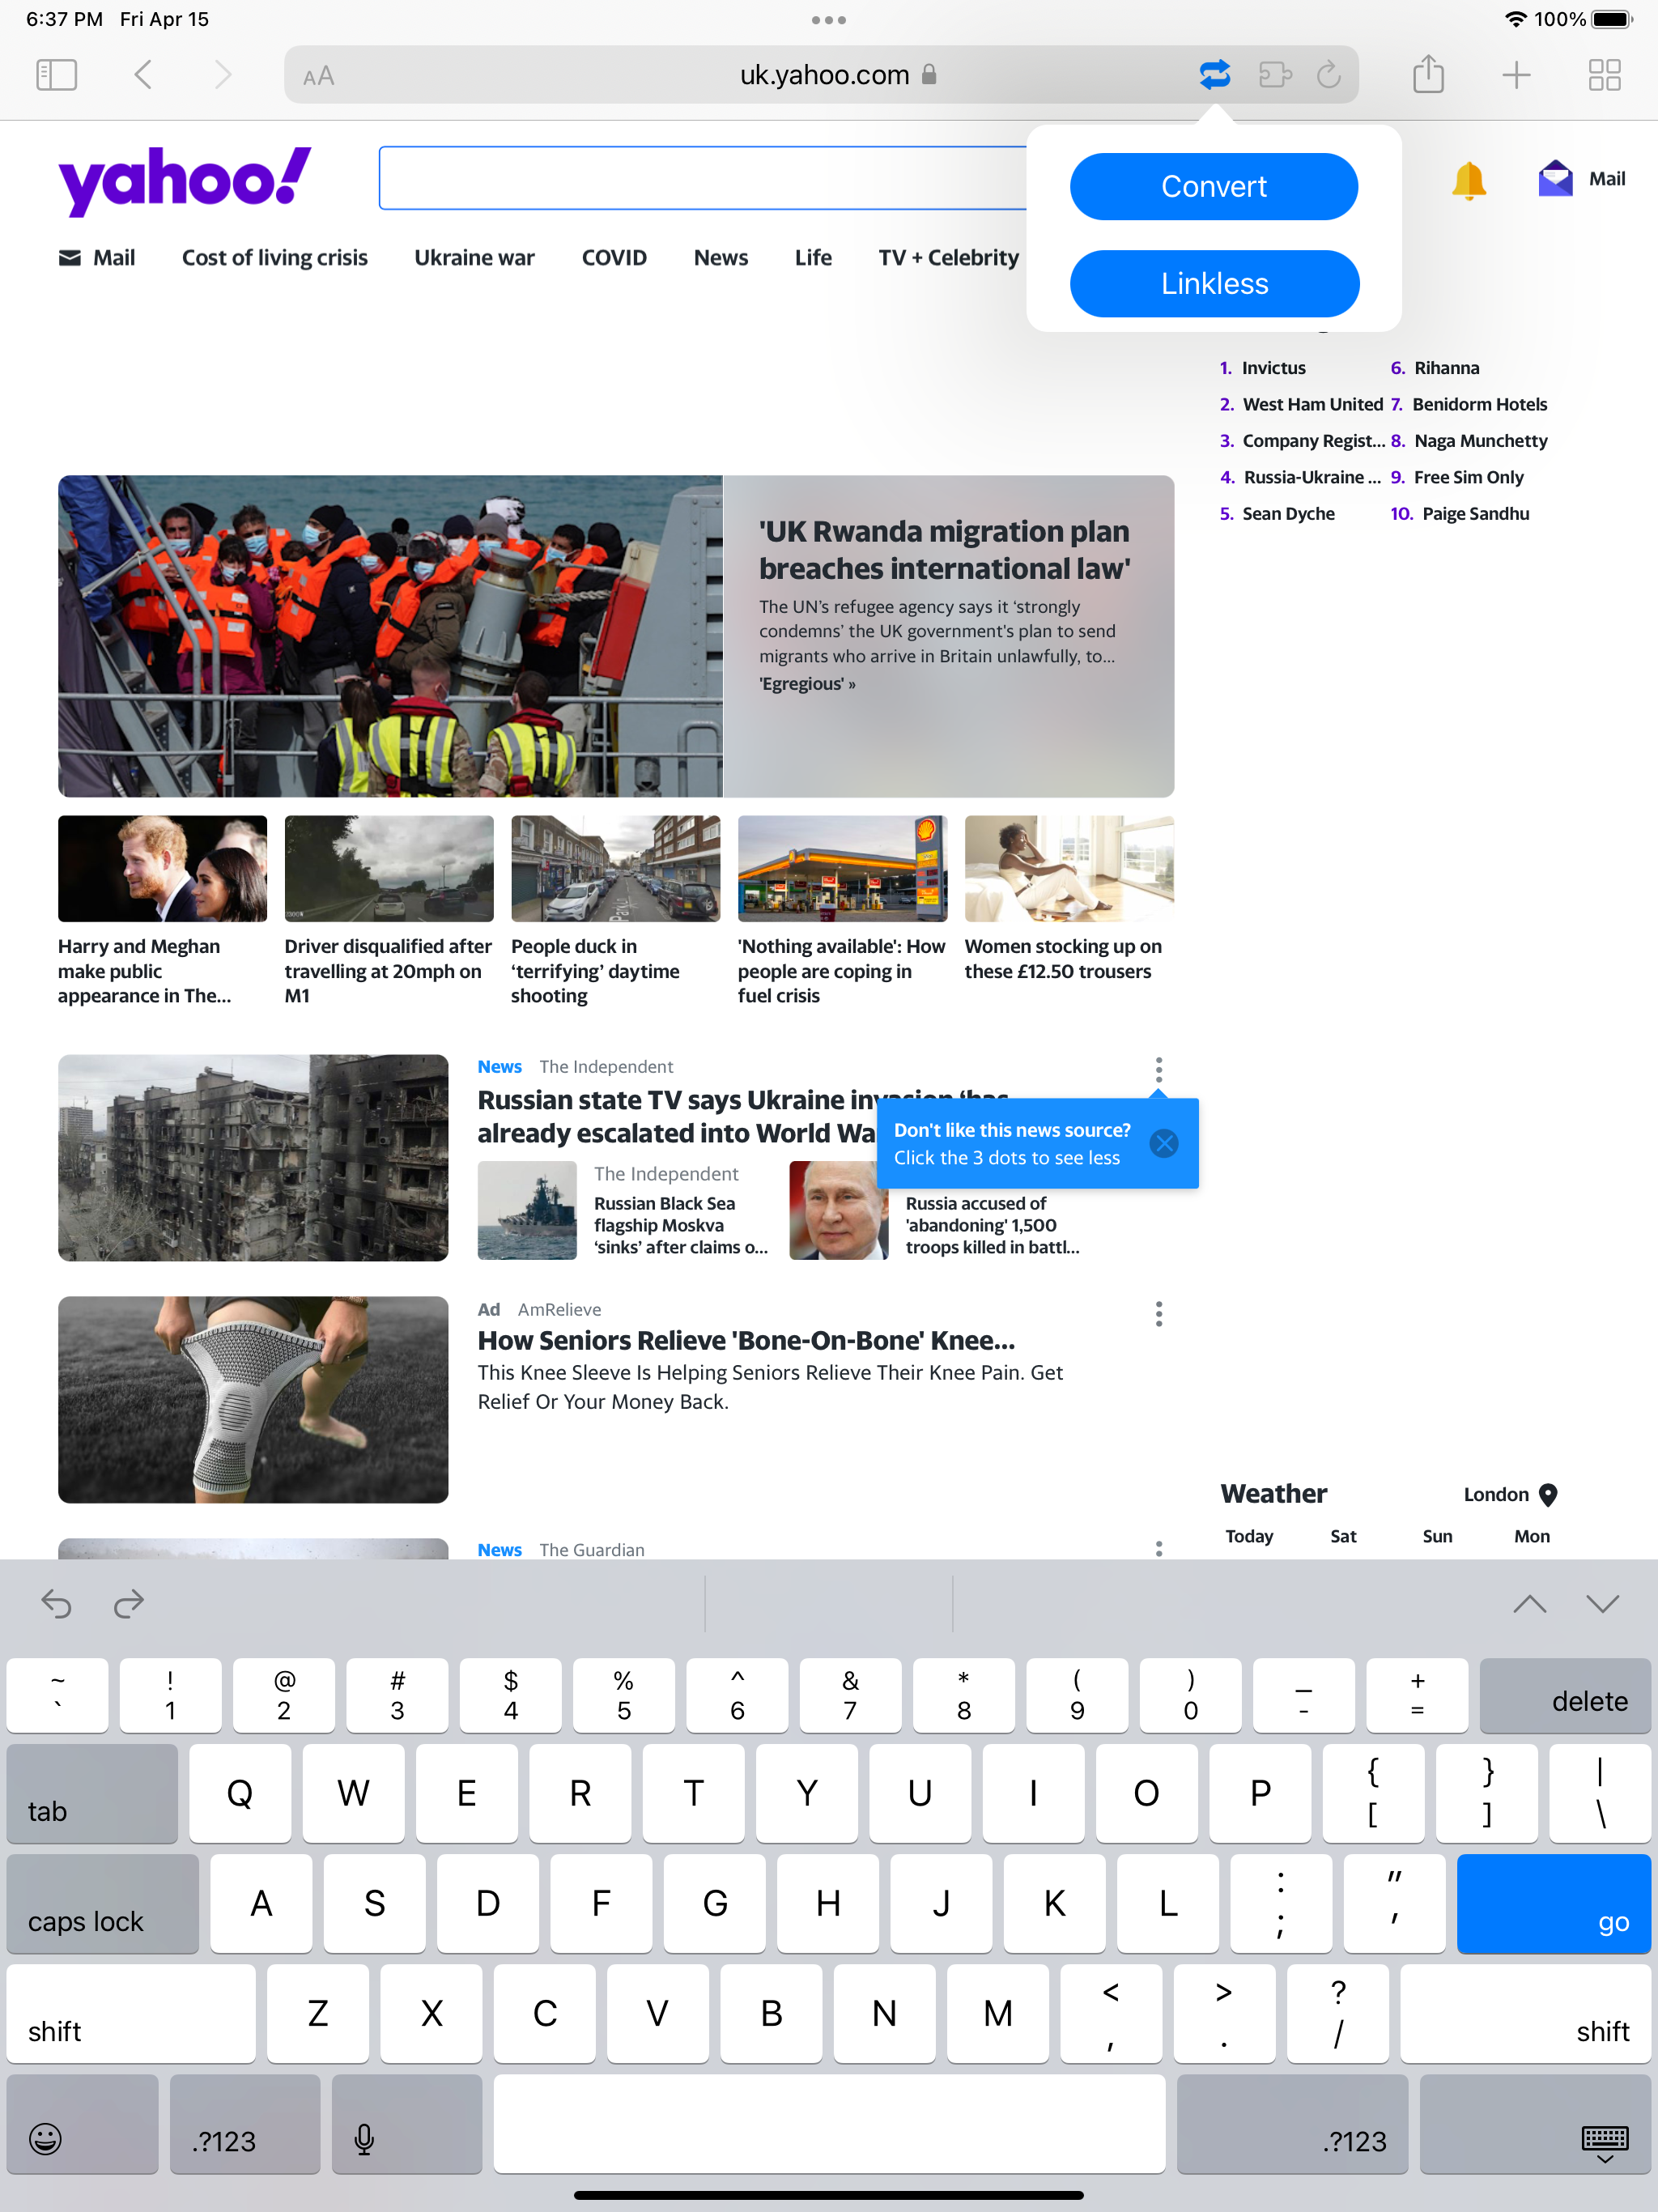 6:37 PM Fri Apr 15
100%
AA
uk.yahoo.com
Convert
Linkless
yahoo!
Mail
Mail
Cost of living crisis
Ukraine war
COVID
News
Life
TV + Celebrity
1. Invictus
2. West Ham United
3. Company Regist...
4. Russia-Ukraine ...
5. Sean Dyche
6. Rihanna
7. Benidorm Hotels
8. Naga Munchetty
9. Free Sim Only
10. Paige Sandhu
'UK Rwanda migration plan
breaches international law'
The UN's refugee agency says it ‘strongly
condemns’ the UK government's plan to send
migrants who arrive in Britain unlawfully, to...
'Egregious' »
Harry and Meghan
make public
appearance in The...
Driver disqualified after
travelling at 20mph on
M1
People duck in
‘terrifying’ daytime
shooting
'Nothing available': How
people are coping in
fuel crisis
Women stocking up on
these £12.50 trousers
News The Independent
Russian state TV says Ukraine invasion ‘has
already escalated into World Wa
Don't like this news source?
Click the 3 dots to see less
The Independent
Russian Black Sea
flagship Moskva
‘sinks’ after claims o...
Russia accused of
'abandoning' 1,500
troops killed in battl...
Ad AmRelieve
How Seniors Relieve 'Bone-On-Bone' Knee...
This Knee Sleeve Is Helping Seniors Relieve Their Knee Pain. Get
Relief Or Your Money Back.
Weather
London
Today Sat Sun Mon
News The Guardian
~ ! @ # $ % ^ & * ( ) _ +
` 1 2 3 4 5 6 7 8 9 0 - = delete
tab Q W E R T Y U I O P { [ } ] | \
caps lock A S D F G H J K L : ; " ' go
shift Z X C V B N M < , > . ? / shift
.?123 .?123